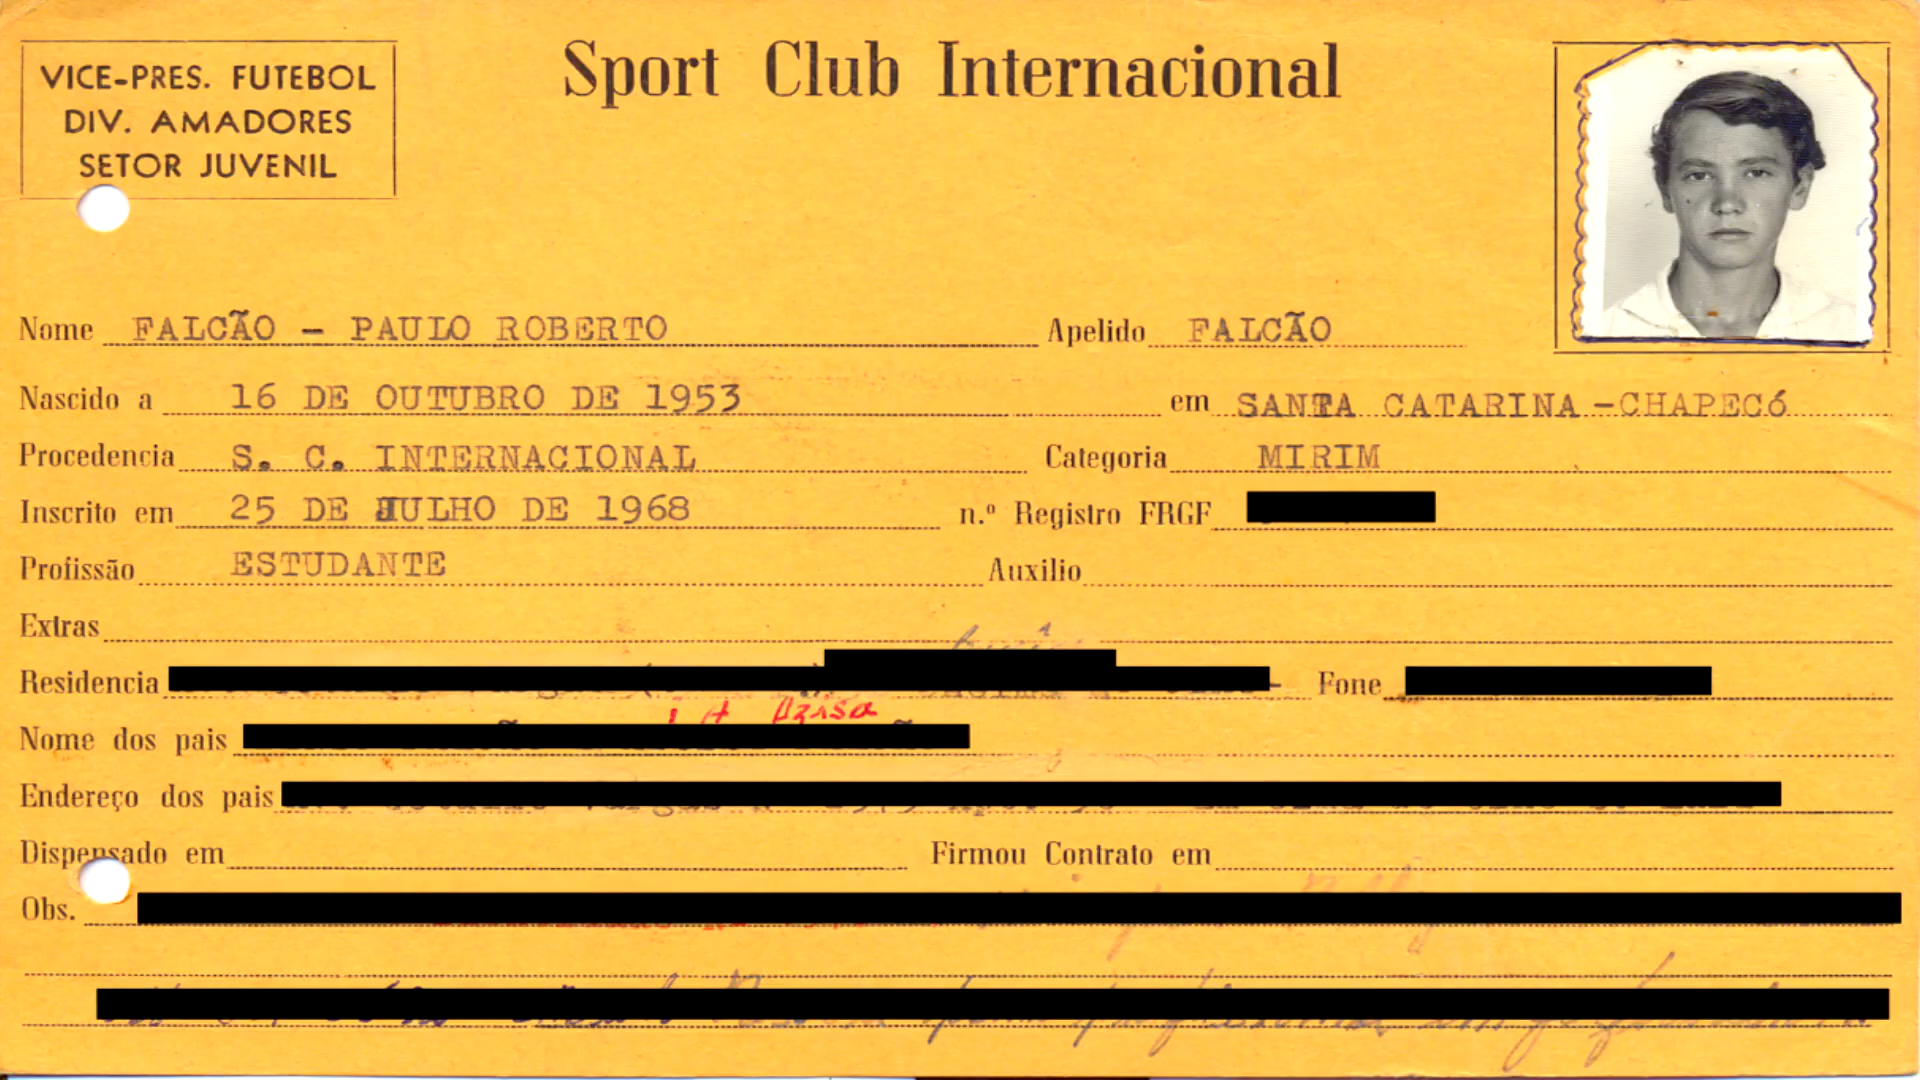 VICE-PRES. FUTEBOL
DIV. AMADORES
SETOR JUVENIL
Sport Club Internacional
Nome FALCÃO - PAULO ROBERTO Apelido FALCÃO
Nascido a 16 DE OUTUBRO DE 1953 em SANTA CATARINA-CHAPECó
Procedencia S. C. INTERNACIONAL Categoria MIRIM
Inscrito em 25 DE JULHO DE 1968 n.º Registro FRGF
Profissão ESTUDANTE Auxilio
Extras
Residencia Fone
Nome dos pais
Endereço dos pais
Dispensado em Firmou Contrato em
Obs.